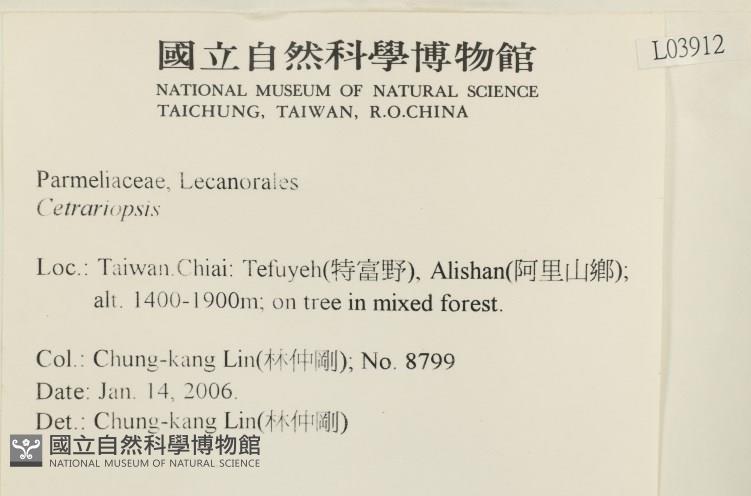 國立自然科學博物館
L03912
NATIONAL MUSEUM OF NATURAL SCIENCE
TAICHUNG, TAIWAN, R.O.CHINA
Parmeliaceae, Lecanorales
Cetrariopsis
Loc.: Taiwan.Chiai: Tefuyeh(特富野), Alishan(阿里山鄉);
alt. 1400-1900m; on tree in mixed forest.
Col.: Chung-kang Lin(林仲剛); No. 8799
Date: Jan. 14, 2006.
Det.: Chung-kang Lin(林仲剛)
國立自然科學博物館
NATIONAL MUSEUM OF NATURAL SCIENCE